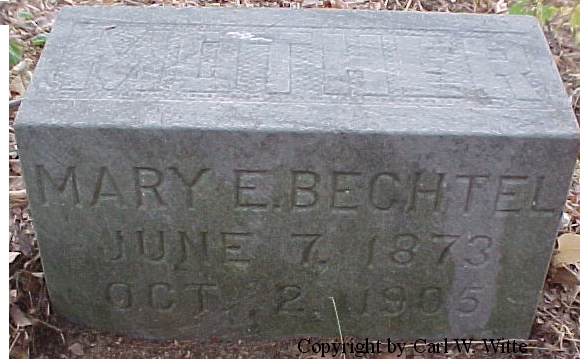 MOTHER
MARY E. BECHTEL
JUNE 7, 1873
OCT. 2, 1905
Copyright by Carl W. Witte